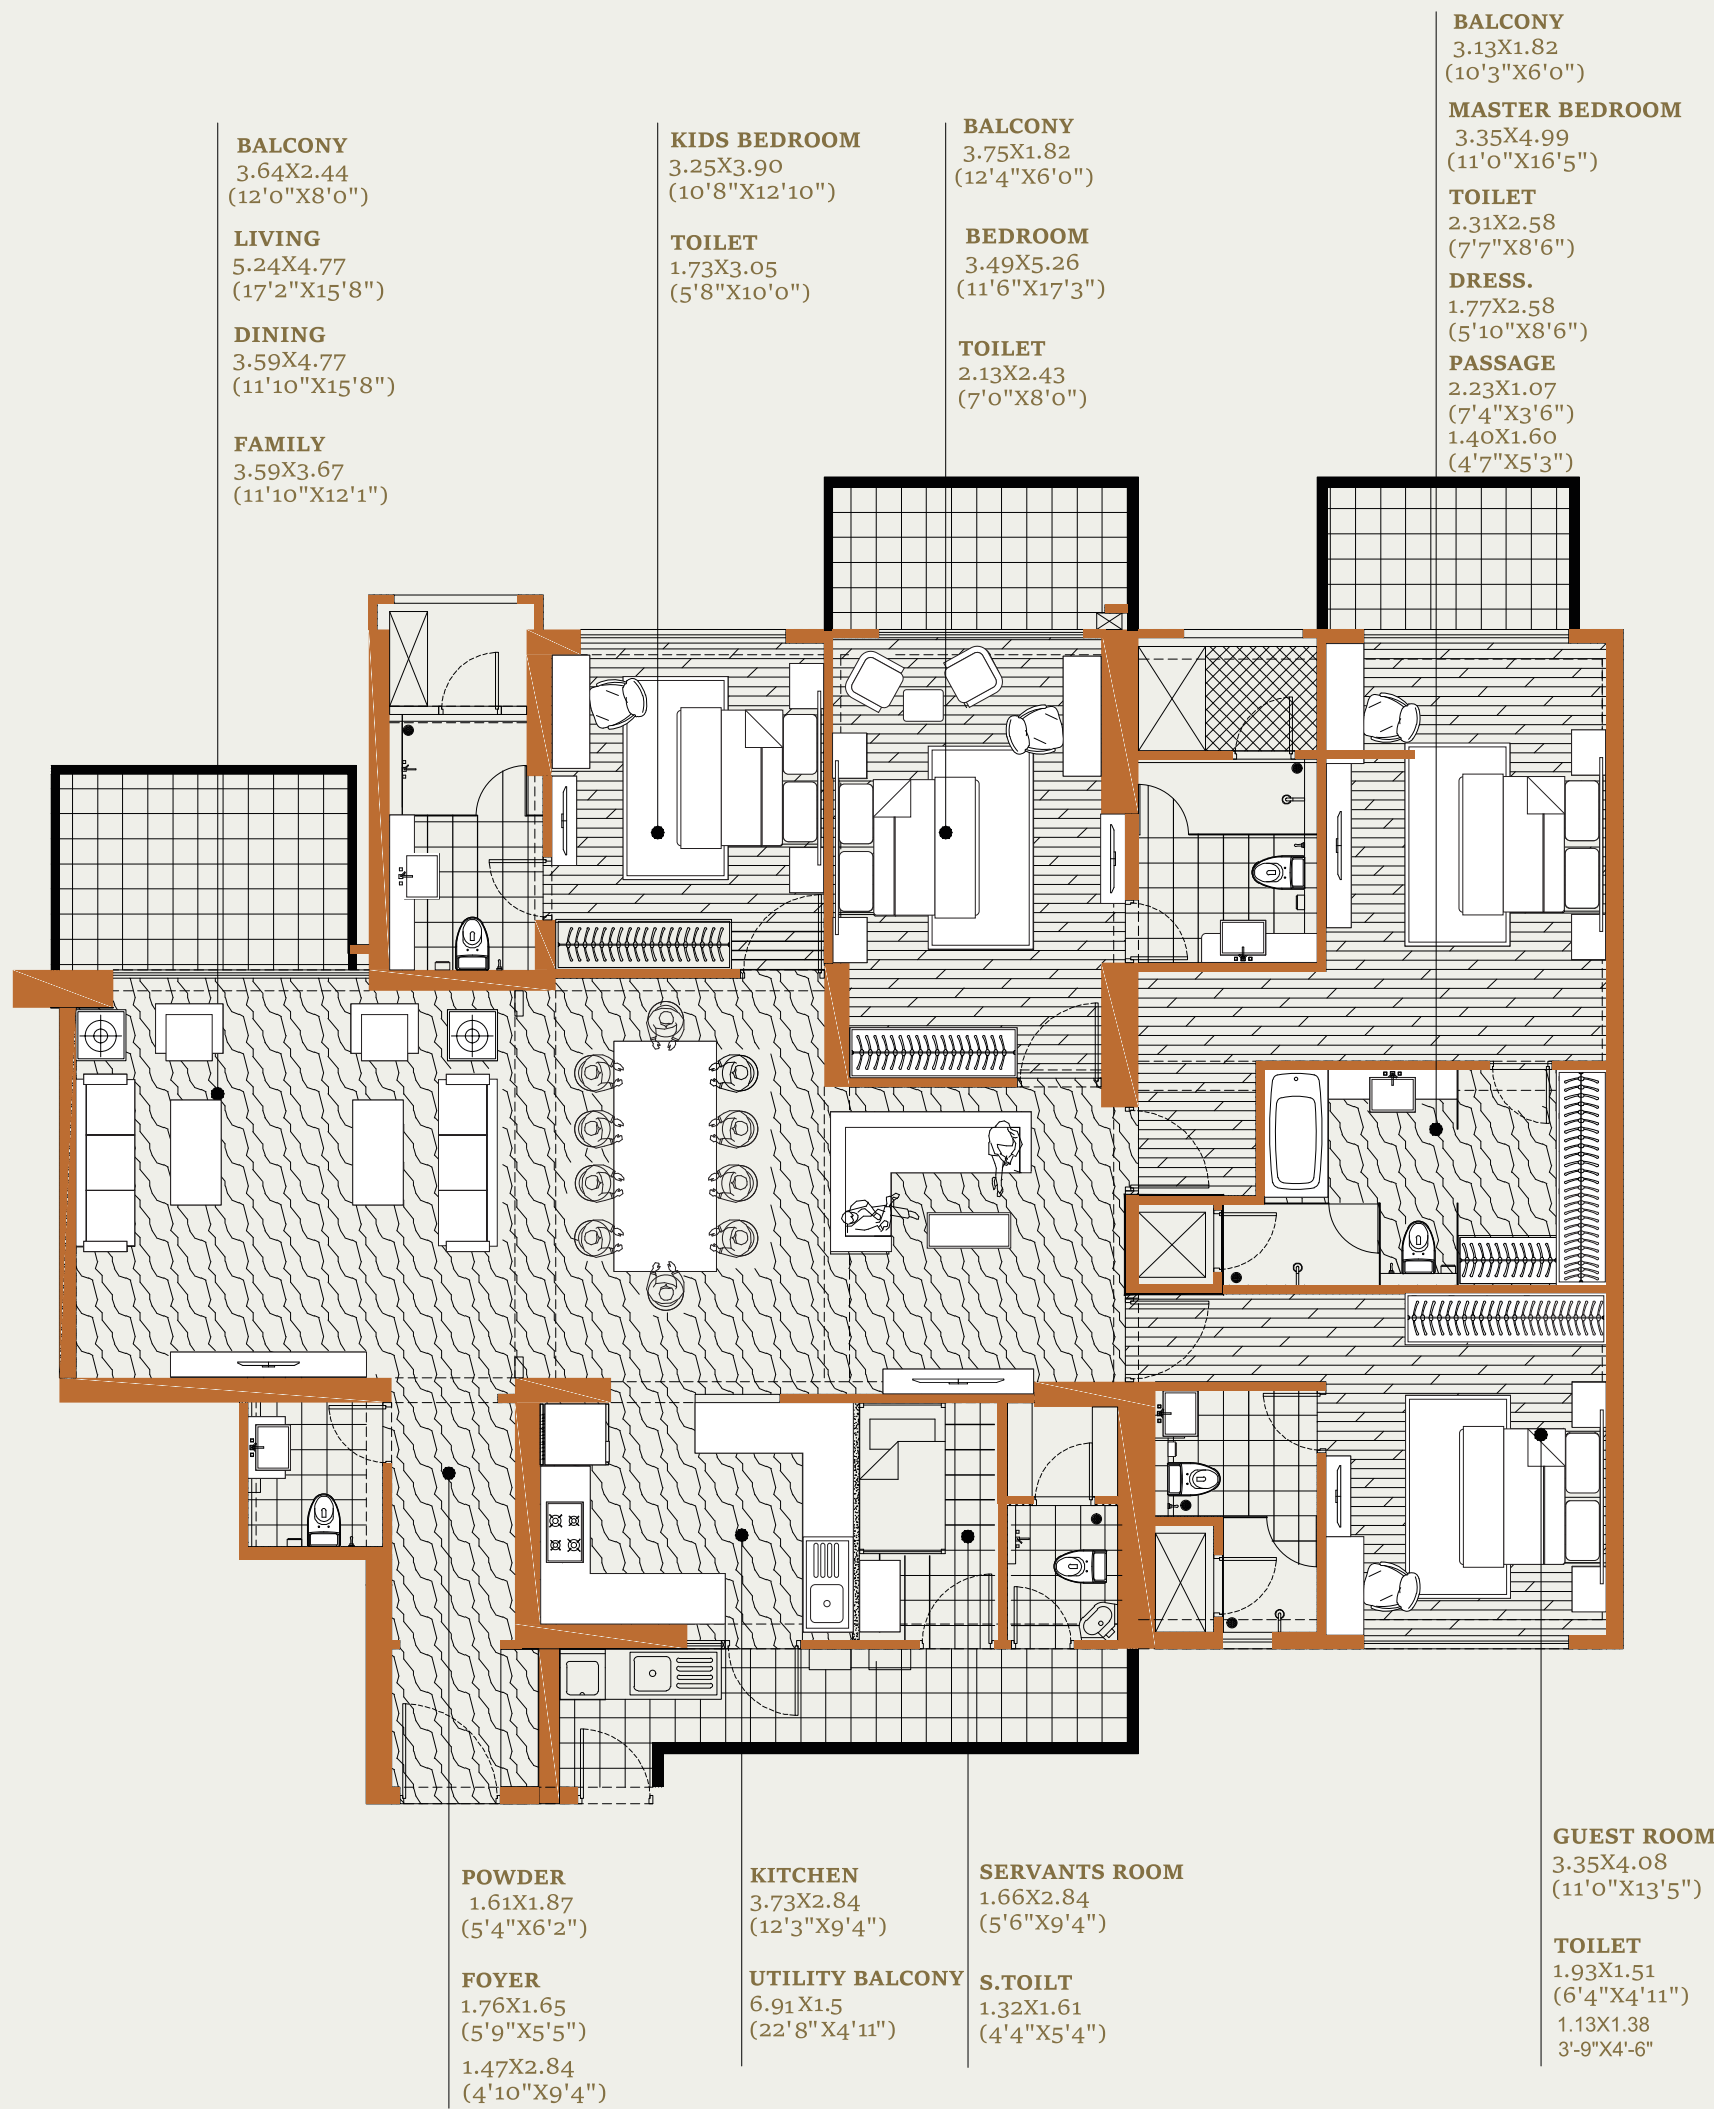 BALCONY
3.64X2.44
(12'0"X8'0")
LIVING
5.24X4.77
(17'2"X15'8")
DINING
3.59X4.77
(11'10"X15'8")
FAMILY
3.59X3.67
(11'10"X12'1")
KIDS BEDROOM
3.25X3.90
(10'8"X12'10")
TOILET
1.73X3.05
(5'8"X10'0")
BALCONY
3.75X1.82
(12'4"X6'0")
BEDROOM
3.49X5.26
(11'6"X17'3")
TOILET
2.13X2.43
(7'0"X8'0")
BALCONY
3.13X1.82
(10'3"X6'0")
MASTER BEDROOM
3.35X4.99
(11'0"X16'5")
TOILET
2.31X2.58
(7'7"X8'6")
DRESS.
1.77X2.58
(5'10"X8'6")
PASSAGE
2.23X1.07
(7'4"X3'6")
1.40X1.60
(4'7"X5'3")
POWDER
1.61X1.87
(5'4"X6'2")
FOYER
1.76X1.65
(5'9"X5'5")
1.47X2.84
(4'10"X9'4")
KITCHEN
3.73X2.84
(12'3"X9'4")
UTILITY BALCONY
6.91X1.5
(22'8"X4'11")
SERVANTS ROOM
1.66X2.84
(5'6"X9'4")
S.TOILT
1.32X1.61
(4'4"X5'4")
GUEST ROOM
3.35X4.08
(11'0"X13'5")
TOILET
1.93X1.51
(6'4"X4'11")
1.13X1.38
3'-9"X4'-6"